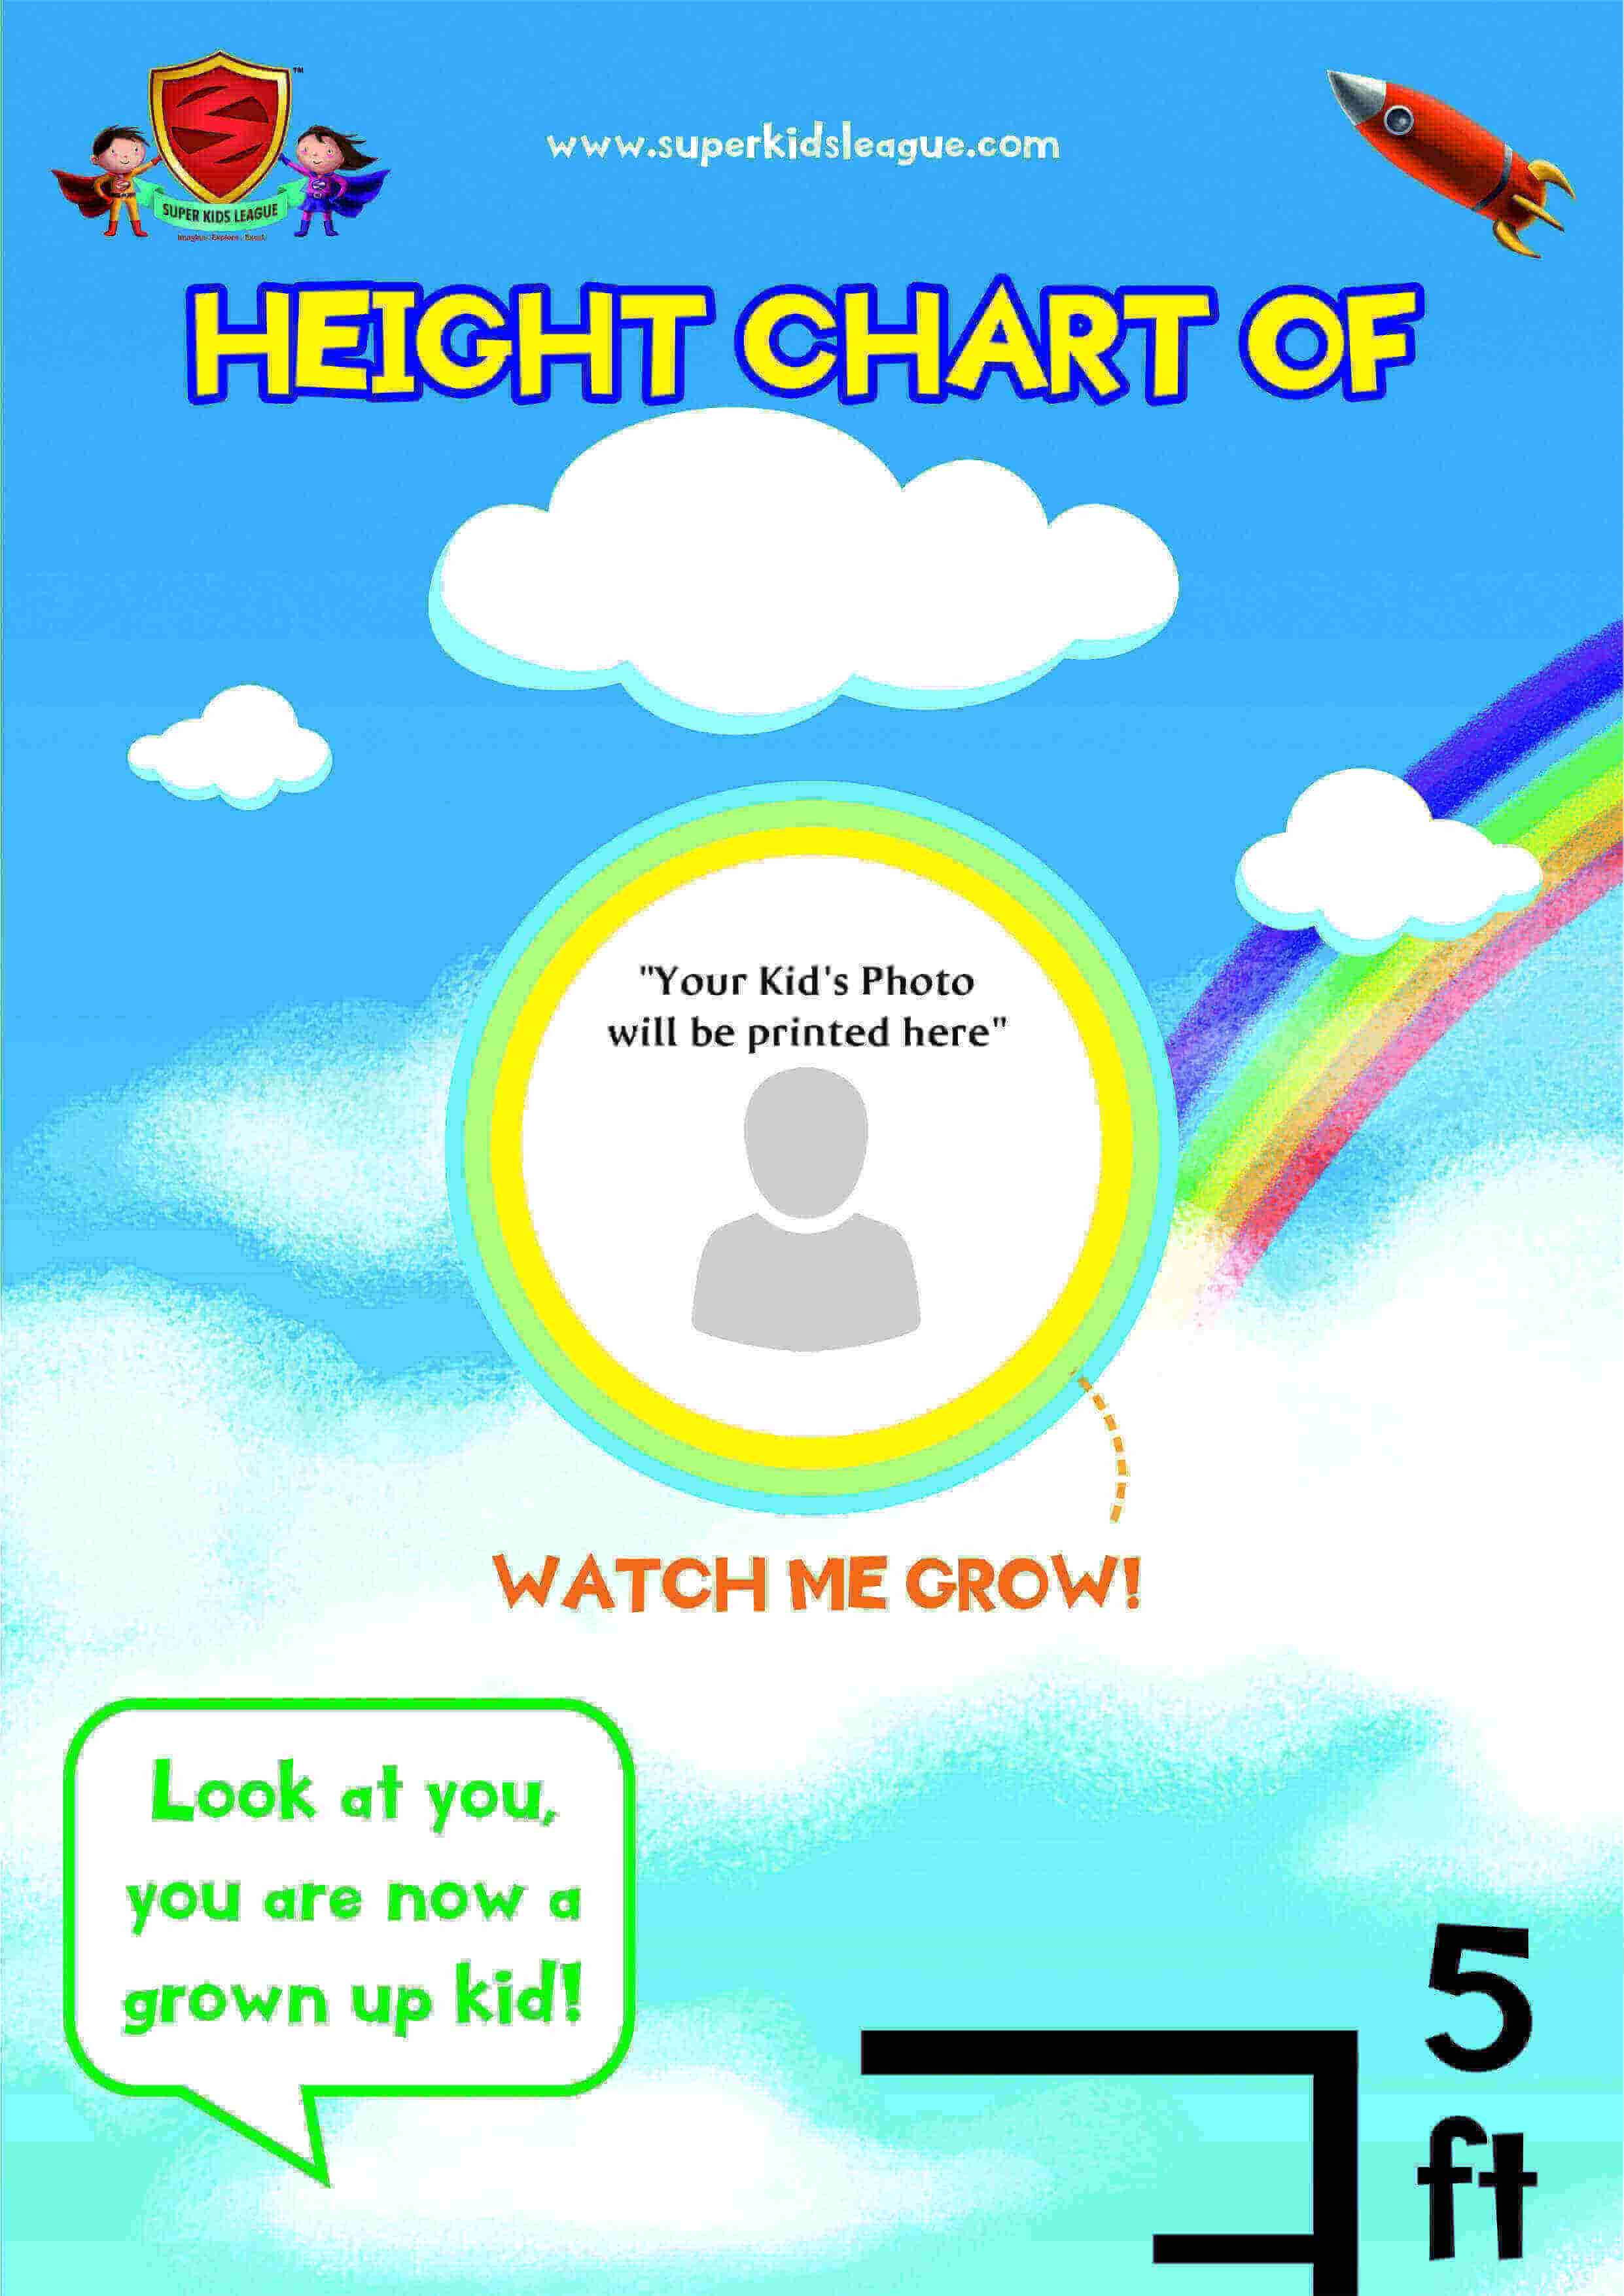 TM
www.superkidsleague.com
SUPER KIDS LEAGUE
HEIGHT CHART OF
"Your Kid's Photo
will be printed here"
WATCH ME GROW!
Look at you,
you are now a
grown up kid!
5
ft